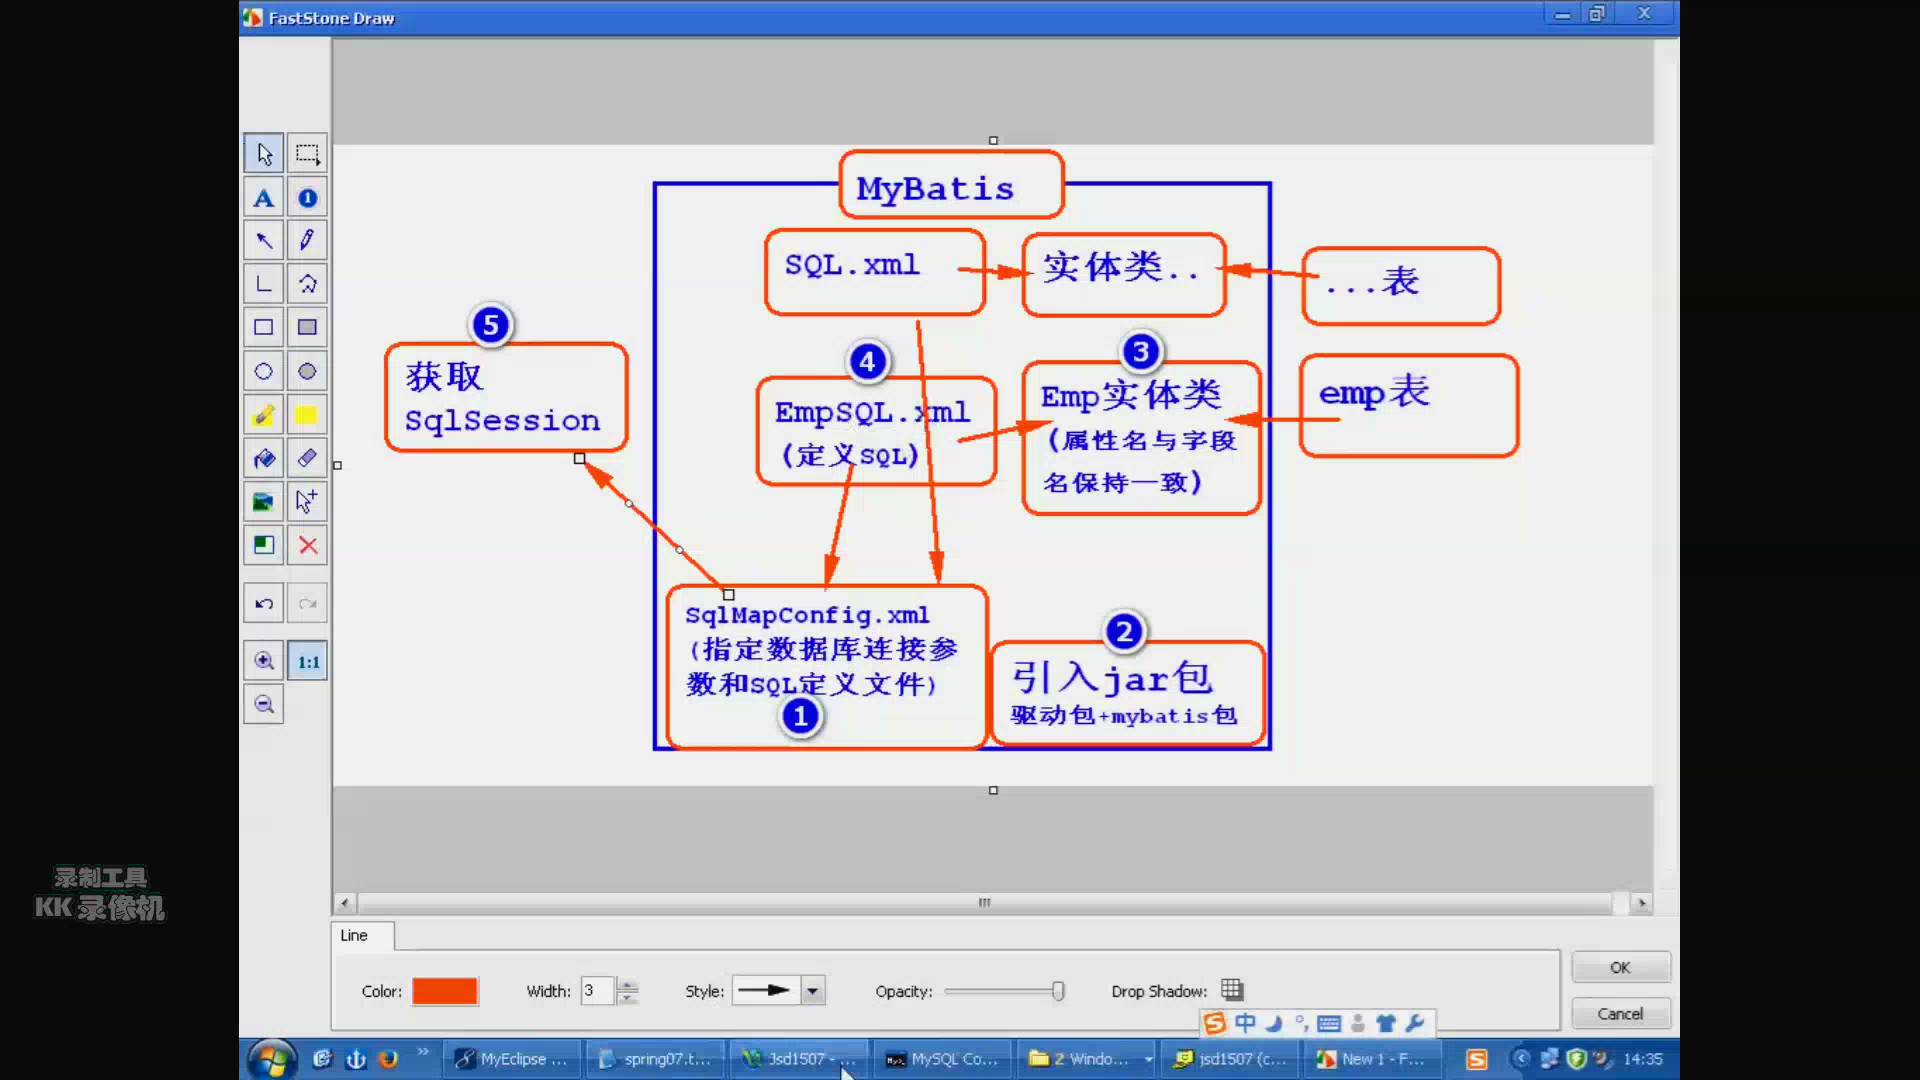 FastStone Draw
MyBatis
SQL.xml
实体类..
...表
5
获取
SqlSession
4
EmpSQL.xml
(定义SQL)
3
Emp实体类
(属性名与字段
名保持一致)
emp表
SqlMapConfig.xml
(指定数据库连接参
数和SQL定义文件)
1
2
引入jar包
驱动包+mybatis包
A
1
1:1
录制工具
KK 录像机
Line
Color:
Width: 3
Style:
Opacity:
Drop Shadow:
OK
Cancel
S 中
MyEclipse ...
spring07.t...
Jsd1507 - ...
MySQL Co...
2 Windo...
jsd1507 (c...
New 1 - F...
S
14:35